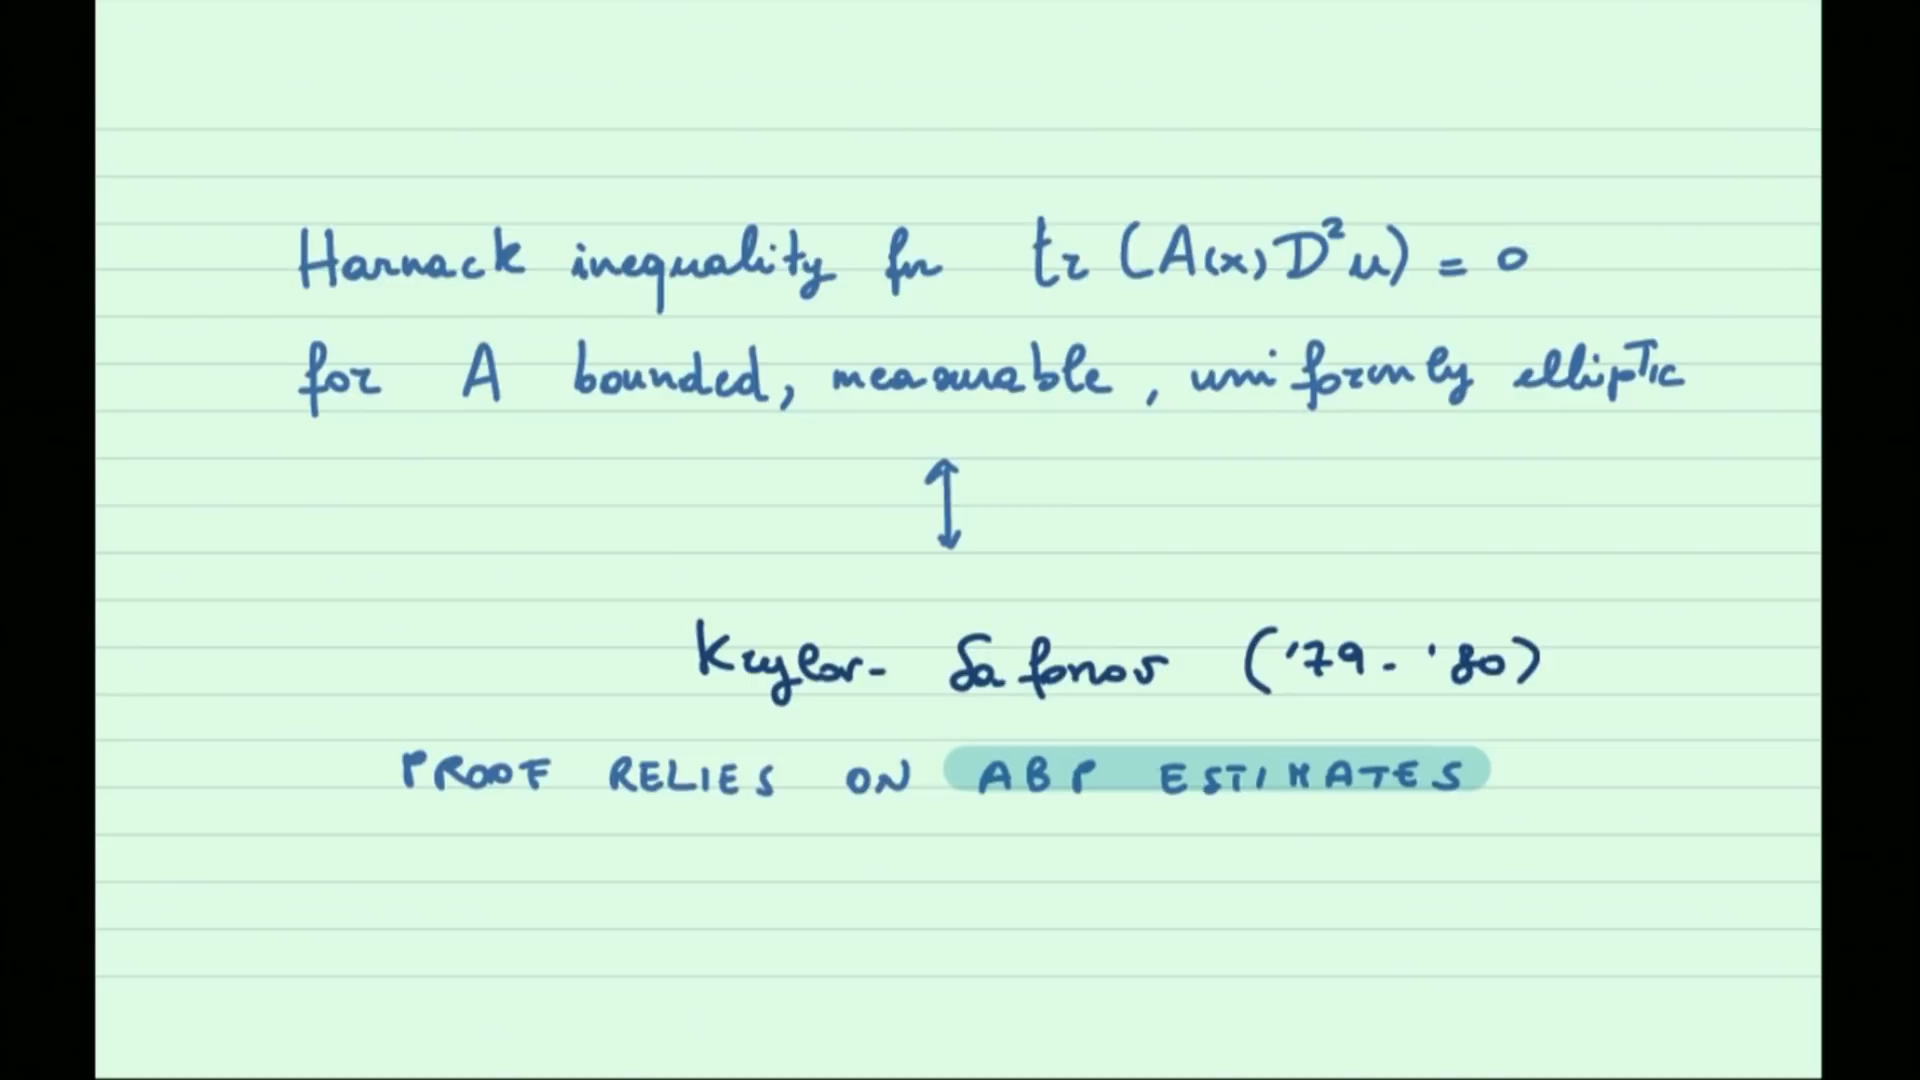 Harnack inequality for tr (A(x) D²u) = 0
for A bounded, measurable, uniformly elliptic
↕
Krylov - Safonov ('79 - '80)
PROOF RELIES ON ABP ESTIMATES